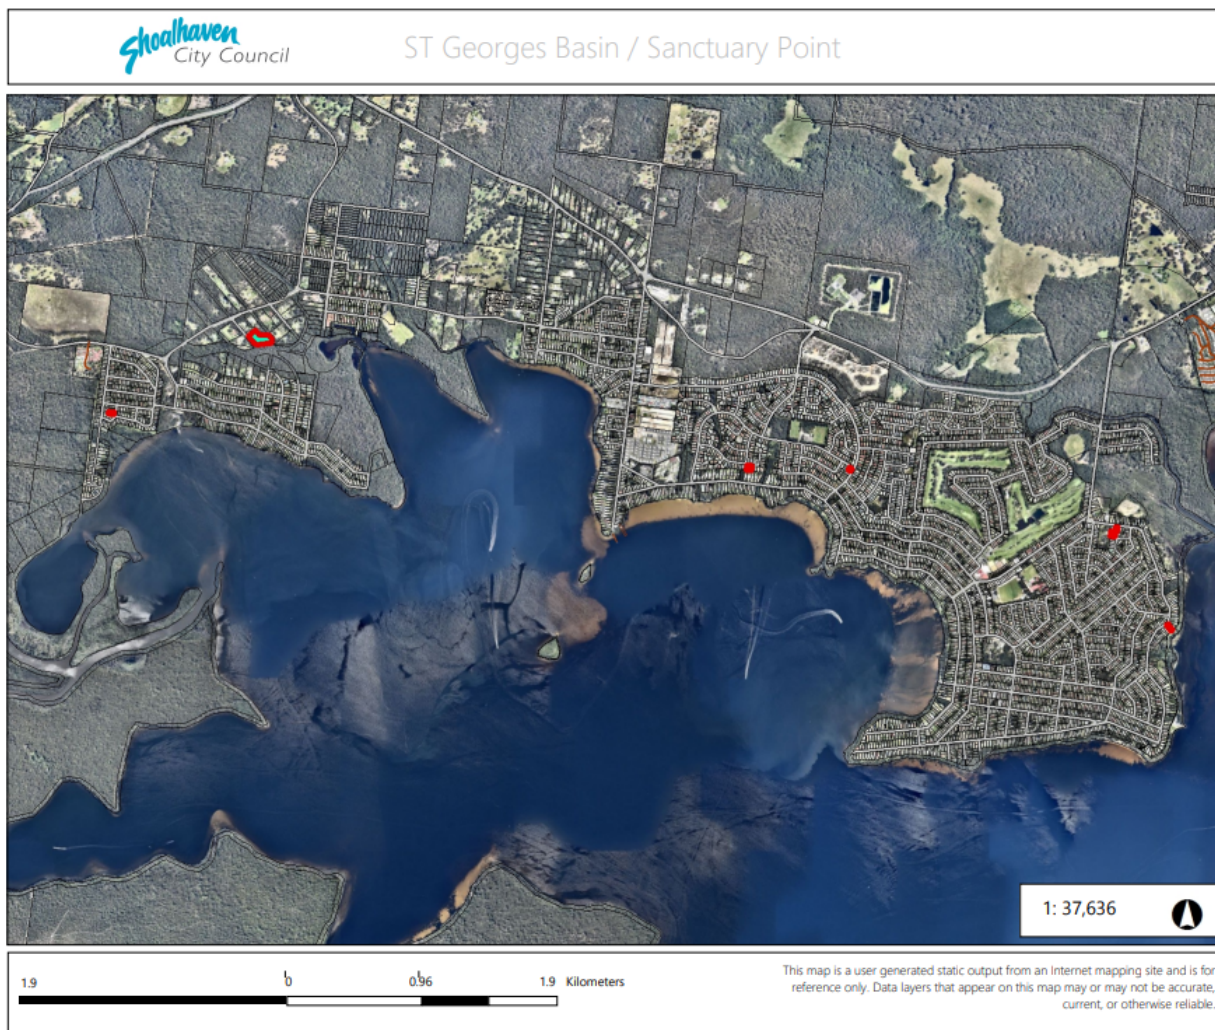 Shoalhaven
City Council
ST Georges Basin / Sanctuary Point
1: 37,636
1.9 0 0.96 1.9 Kilometers
This map is a user generated static output from an Internet mapping site and is for
reference only. Data layers that appear on this map may or may not be accurate,
current, or otherwise reliable.